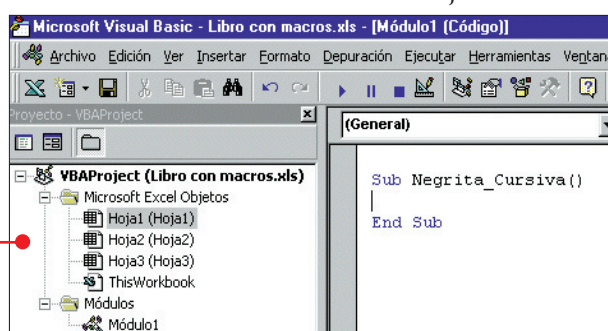 Microsoft Visual Basic - Libro con macros.xls - [Módulo1 (Código)]
Archivo Edición Ver Insertar Formato Depuración Ejecutar Herramientas Ventan
Proyecto - VBAProject
(General)
VBAProject (Libro con macros.xls)
Microsoft Excel Objetos
Hoja1 (Hoja1)
Hoja2 (Hoja2)
Hoja3 (Hoja3)
ThisWorkbook
Módulos
Módulo1
Sub Negrita_Cursiva()
End Sub